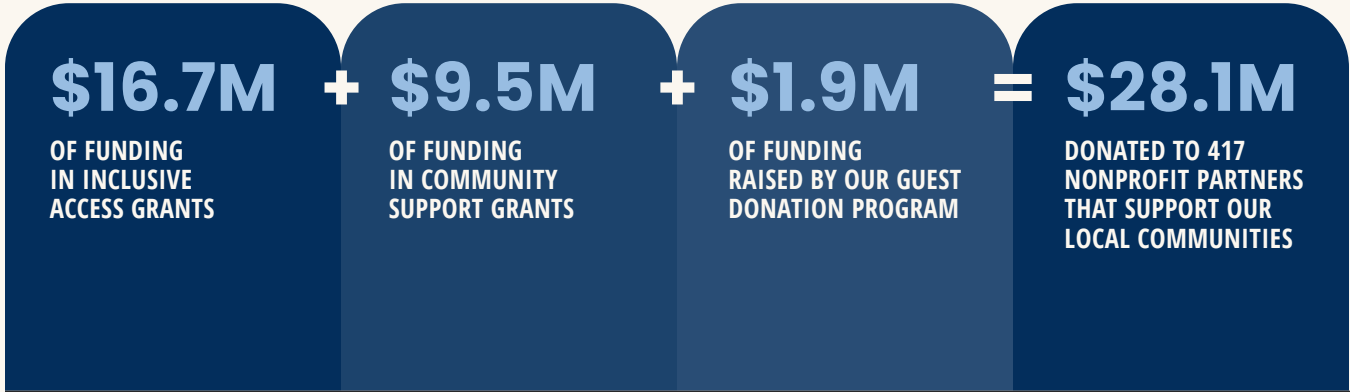 $16.7M
OF FUNDING
IN INCLUSIVE
ACCESS GRANTS
+
$9.5M
OF FUNDING
IN COMMUNITY
SUPPORT GRANTS
+
$1.9M
OF FUNDING
RAISED BY OUR GUEST
DONATION PROGRAM
=
$28.1M
DONATED TO 417
NONPROFIT PARTNERS
THAT SUPPORT OUR
LOCAL COMMUNITIES